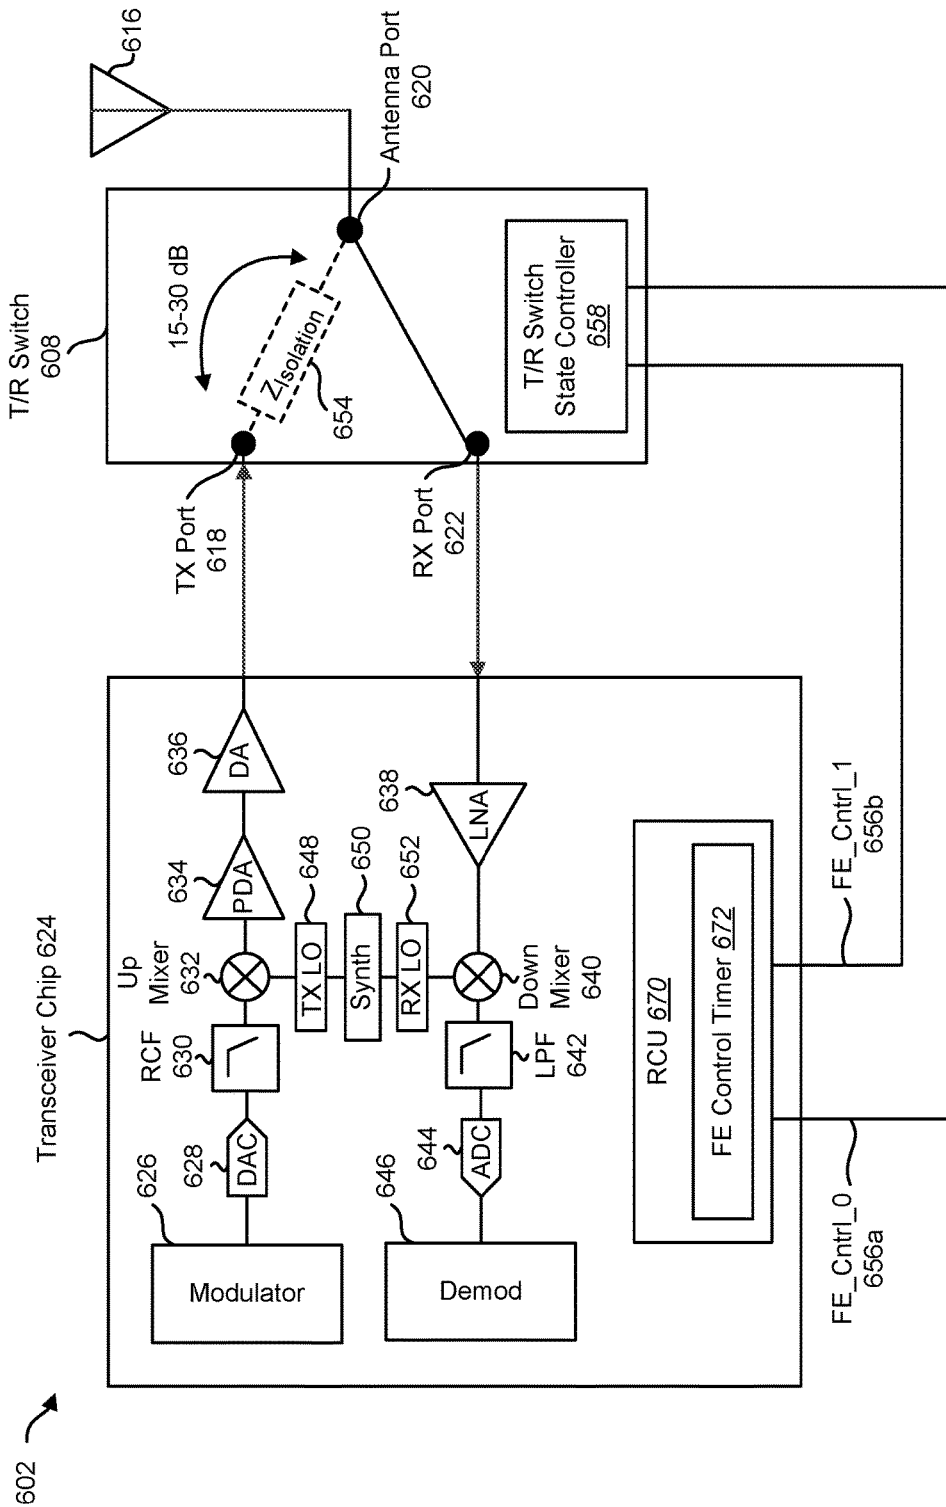 602
Transceiver Chip 624
626
Modulator
628
DAC
RCF
630
Up
Mixer
632
634
PDA
636
DA
TX LO
648
Synth
650
RX LO
652
646
Demod
644
ADC
LPF
642
Down
Mixer
640
638
LNA
RCU 670
FE Control Timer 672
FE_Cntrl_0
656a
FE_Cntrl_1
656b
T/R Switch
608
TX Port
618
RX Port
622
15-30 dB
ZIsolation
654
T/R Switch
State Controller
658
616
Antenna Port
620